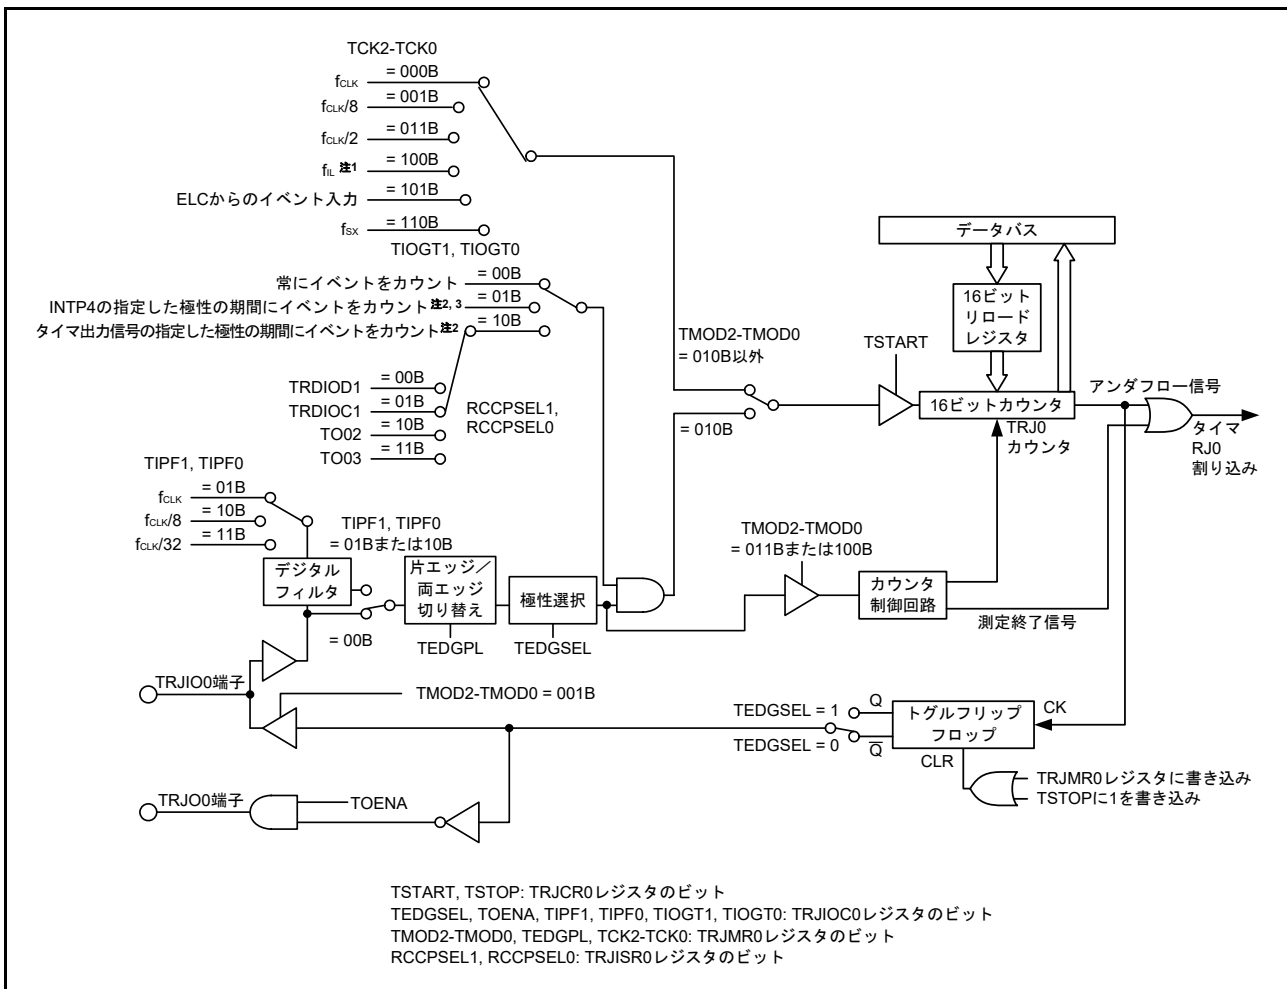 TCK2-TCK0
fCLK = 000B
fCLK/8 = 001B
fCLK/2 = 011B
fIL 注1 = 100B
ELCからのイベント入力 = 101B
fSX = 110B
TIOGT1, TIOGT0
常にイベントをカウント = 00B
INTP4の指定した極性の期間にイベントをカウント 注2, 3 = 01B
タイマ出力信号の指定した極性の期間にイベントをカウント 注2 = 10B
TRDIOD1 = 00B
TRDIOC1 = 01B
TO02 = 10B
TO03 = 11B
RCCPSEL1,
RCCPSEL0
TIPF1, TIPF0
fCLK = 01B
fCLK/8 = 10B
fCLK/32 = 11B
デジタル
フィルタ
TIPF1, TIPF0
= 01Bまたは10B
= 00B
片エッジ／
両エッジ
切り替え
TEDGPL
極性選択
TEDGSEL
TMOD2-TMOD0
= 010B以外
= 010B
TSTART
データバス
16ビット
リロード
レジスタ
16ビットカウンタ
TRJ0
カウンタ
アンダフロー信号
タイマ
RJ0
割り込み
TMOD2-TMOD0
= 011Bまたは100B
カウンタ
制御回路
測定終了信号
TRJIO0端子
TMOD2-TMOD0 = 001B
TEDGSEL = 1
Q
TEDGSEL = 0
Q̅
トグルフリップ
フロップ
CK
CLR
TRJMR0レジスタに書き込み
TSTOPに1を書き込み
TRJO0端子
TOENA
TSTART, TSTOP: TRJCR0レジスタのビット
TEDGSEL, TOENA, TIPF1, TIPF0, TIOGT1, TIOGT0: TRJIOC0レジスタのビット
TMOD2-TMOD0, TEDGPL, TCK2-TCK0: TRJMR0レジスタのビット
RCCPSEL1, RCCPSEL0: TRJISR0レジスタのビット